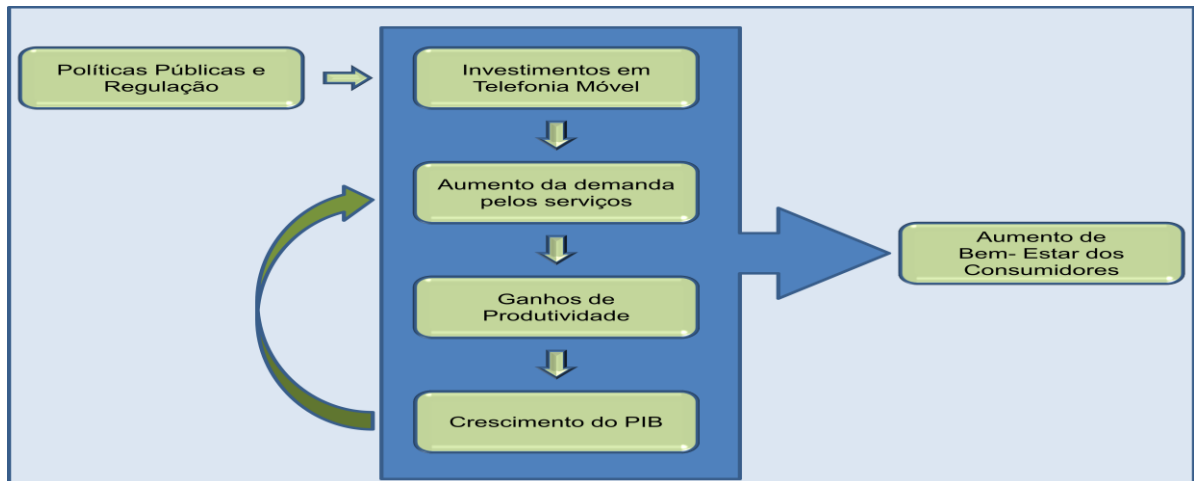 Políticas Públicas e
Regulação
Investimentos em
Telefonia Móvel
Aumento da demanda
pelos serviços
Ganhos de
Produtividade
Crescimento do PIB
Aumento de
Bem- Estar dos
Consumidores